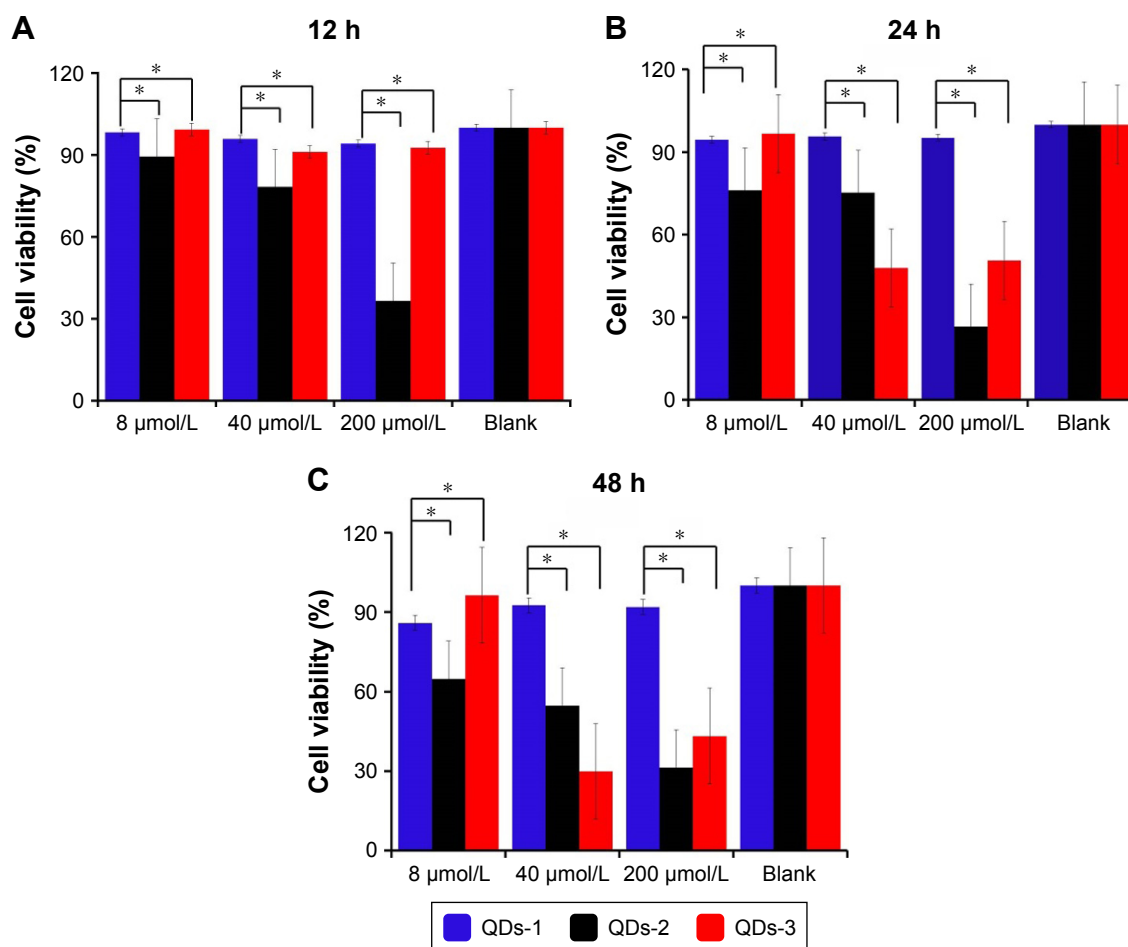 A
12 h
Cell viability (%)
120
90
60
30
0
* *
* *
* *
8 µmol/L 40 µmol/L 200 µmol/L Blank
B
24 h
Cell viability (%)
120
90
60
30
0
* *
* *
* *
8 µmol/L 40 µmol/L 200 µmol/L Blank
C
48 h
Cell viability (%)
120
90
60
30
0
* *
* *
* *
8 µmol/L 40 µmol/L 200 µmol/L Blank
QDs-1 QDs-2 QDs-3